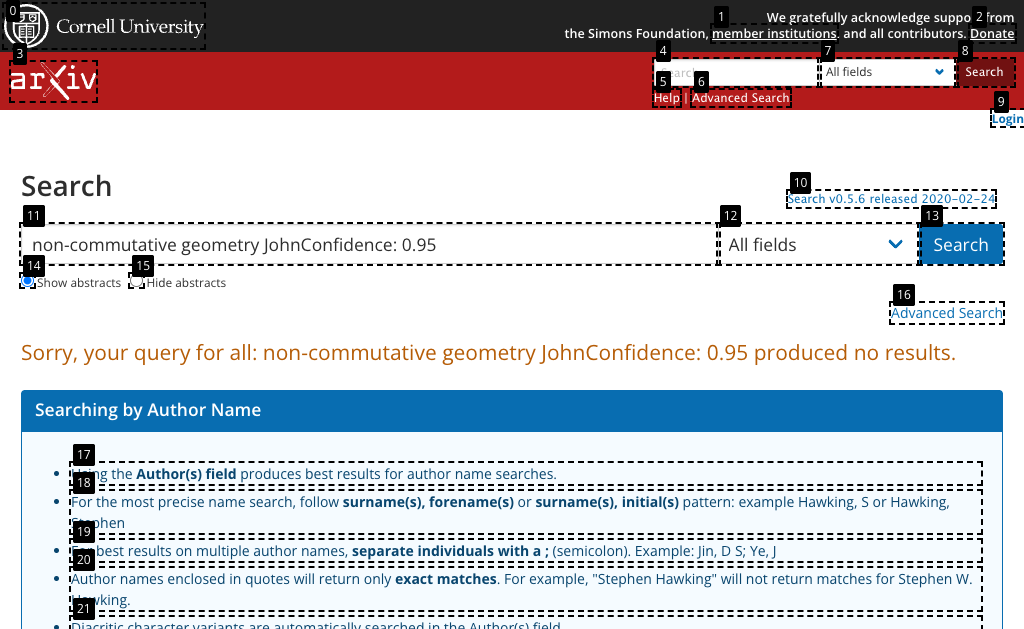 0
Cornell University
1
2
We gratefully acknowledge suppo from
the Simons Foundation, member institutions. and all contributors. Donate
3
arXiv
4
7
8
Search...
All fields
Search
5
6
Help | Advanced Search
9
Login
Search
10
Search v0.5.6 released 2020-02-24
11
12
13
non-commutative geometry JohnConfidence: 0.95
All fields
Search
14
15
Show abstracts
Hide abstracts
16
Advanced Search
Sorry, your query for all: non-commutative geometry JohnConfidence: 0.95 produced no results.
Searching by Author Name
17
Using the Author(s) field produces best results for author name searches.
18
For the most precise name search, follow surname(s), forename(s) or surname(s), initial(s) pattern: example Hawking, S or Hawking,
Stephen
19
For best results on multiple author names, separate individuals with a ; (semicolon). Example: Jin, D S; Ye, J
20
Author names enclosed in quotes will return only exact matches. For example, "Stephen Hawking" will not return matches for Stephen W.
Hawking.
21
Diacritic character variants are automatically searched in the Author(s) field.